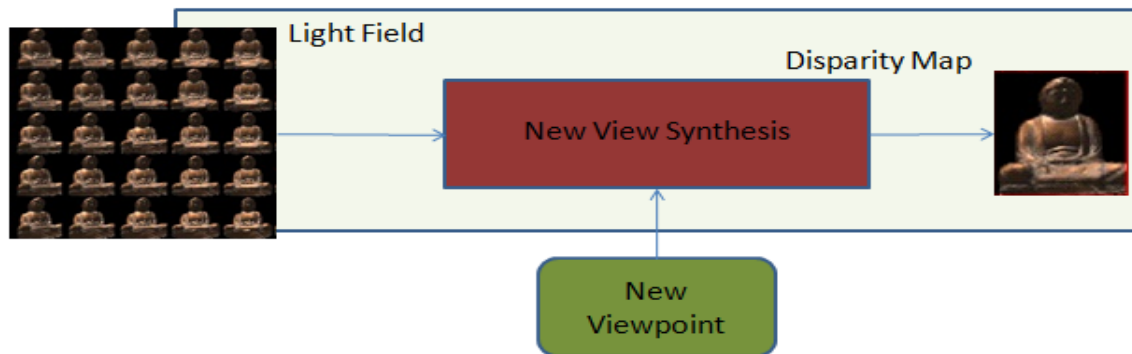 Light Field
Disparity Map
New View Synthesis
New
Viewpoint